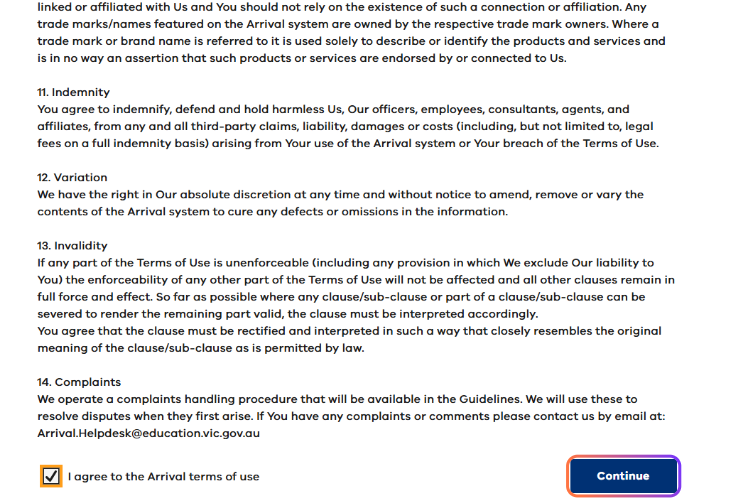 linked or affiliated with Us and You should not rely on the existence of such a connection or affiliation. Any
trade marks/names featured on the Arrival system are owned by the respective trade mark owners. Where a
trade mark or brand name is referred to it is used solely to describe or identify the products and services and
is in no way an assertion that such products or services are endorsed by or connected to Us.
11. Indemnity
You agree to indemnify, defend and hold harmless Us, Our officers, employees, consultants, agents, and
affiliates, from any and all third-party claims, liability, damages or costs (including, but not limited to, legal
fees on a full indemnity basis) arising from Your use of the Arrival system or Your breach of the Terms of Use.
12. Variation
We have the right in Our absolute discretion at any time and without notice to amend, remove or vary the
contents of the Arrival system to cure any defects or omissions in the information.
13. Invalidity
If any part of the Terms of Use is unenforceable (including any provision in which We exclude Our liability to
You) the enforceability of any other part of the Terms of Use will not be affected and all other clauses remain in
full force and effect. So far as possible where any clause/sub-clause or part of a clause/sub-clause can be
severed to render the remaining part valid, the clause must be interpreted accordingly.
You agree that the clause must be rectified and interpreted in such a way that closely resembles the original
meaning of the clause/sub-clause as is permitted by law.
14. Complaints
We operate a complaints handling procedure that will be available in the Guidelines. We will use these to
resolve disputes when they first arise. If You have any complaints or comments please contact us by email at:
Arrival.Helpdesk@education.vic.gov.au
I agree to the Arrival terms of use
Continue